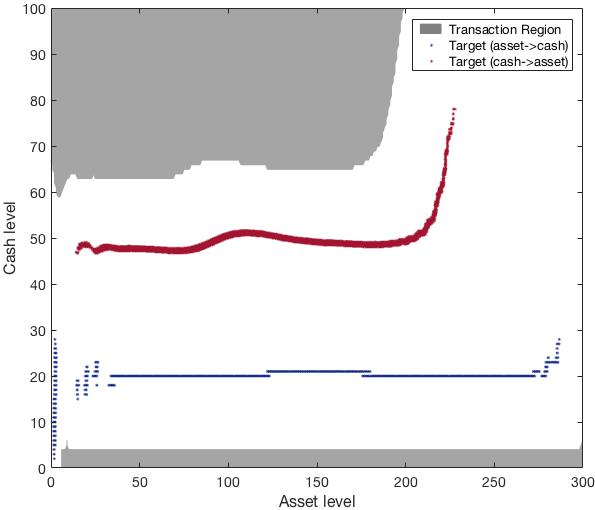 100
90
80
70
60
50
40
30
20
10
0
Cash level
Transaction Region
Target (asset->cash)
Target (cash->asset)
0 50 100 150 200 250 300
Asset level